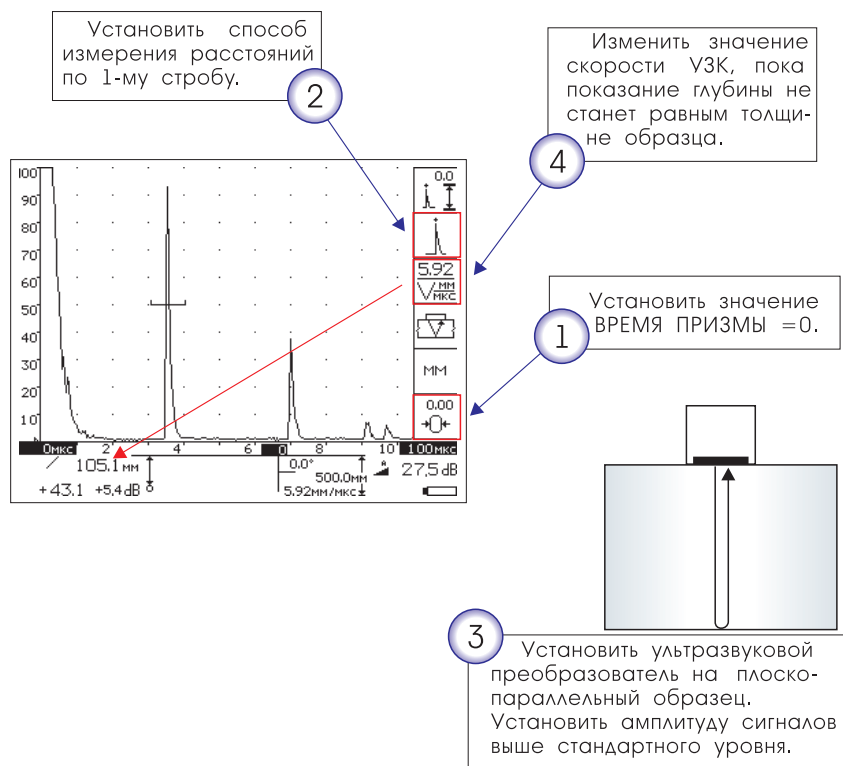 Установить способ
измерения расстояний
по 1-му стробу.
2
Изменить значение
скорости УЗК, пока
показание глубины не
станет равным толщи-
не образца.
4
100
90
80
70
60
50
40
30
20
10
0.0
5.92
мм
мкс
мм
0.00
Установить значение
ВРЕМЯ ПРИЗМЫ =0.
1
0мкс 2 4 6 0 8 10 100мкс
105.1 мм 0.0° 500.0мм А 27,5 dB
+43.1 +5,4dB 5.92мм/мкс
3
Установить ультразвуковой
преобразователь на плоско-
параллельный образец.
Установить амплитуду сигналов
выше стандартного уровня.